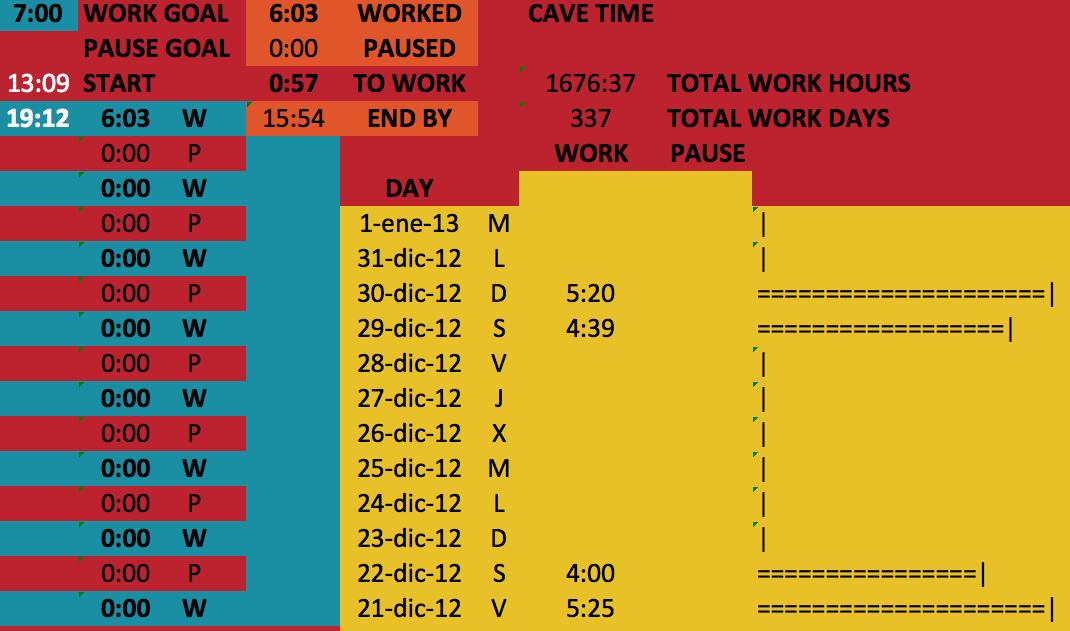 7:00 WORK GOAL 6:03 WORKED CAVE TIME
PAUSE GOAL 0:00 PAUSED
13:09 START 0:57 TO WORK 1676:37 TOTAL WORK HOURS
19:12 6:03 W 15:54 END BY 337 TOTAL WORK DAYS
0:00 P WORK PAUSE
0:00 W DAY
0:00 P 1-ene-13 M |
0:00 W 31-dic-12 L |
0:00 P 30-dic-12 D 5:20 =====================|
0:00 W 29-dic-12 S 4:39 ==================|
0:00 P 28-dic-12 V |
0:00 W 27-dic-12 J |
0:00 P 26-dic-12 X |
0:00 W 25-dic-12 M |
0:00 P 24-dic-12 L |
0:00 W 23-dic-12 D |
0:00 P 22-dic-12 S 4:00 ================|
0:00 W 21-dic-12 V 5:25 =====================|